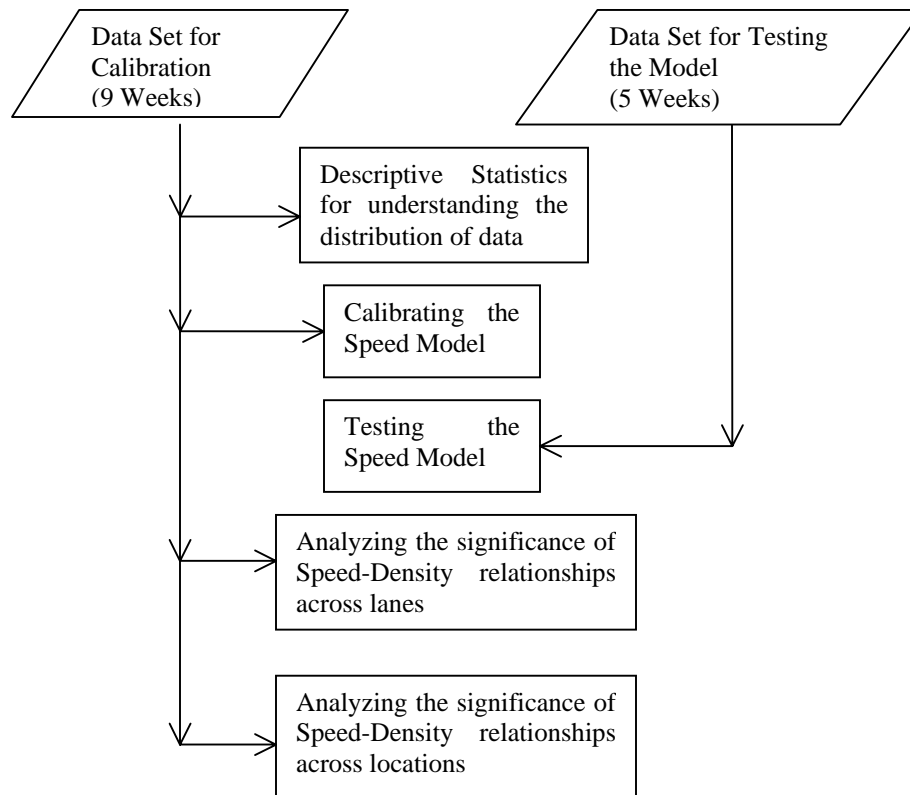 Data Set for
Calibration
(9 Weeks)
Data Set for Testing
the Model
(5 Weeks)
Descriptive Statistics
for understanding the
distribution of data
Calibrating the
Speed Model
Testing the
Speed Model
Analyzing the significance of
Speed-Density relationships
across lanes
Analyzing the significance of
Speed-Density relationships
across locations